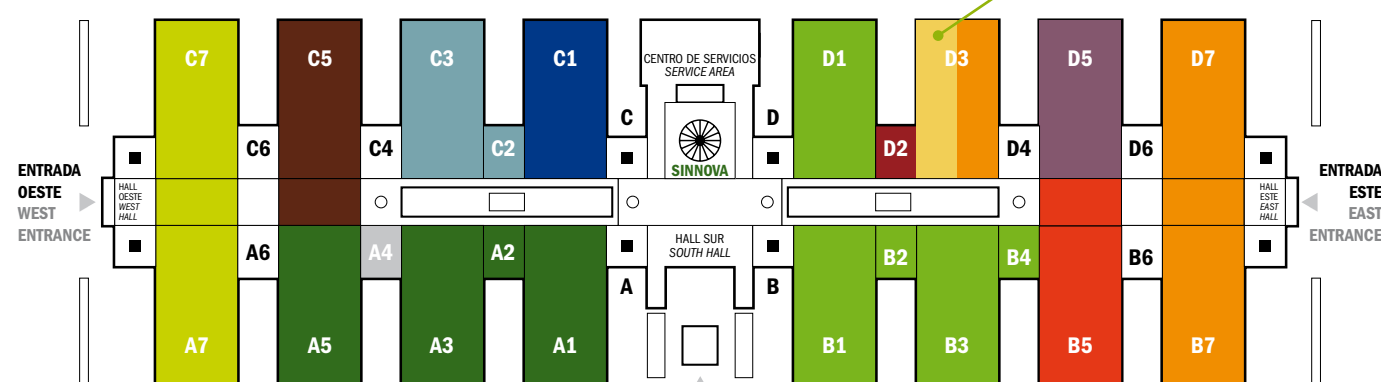 C7
C5
C3
C1
CENTRO DE SERVICIOS
SERVICE AREA
D1
D3
D5
D7
C
D
C6
C4
C2
D2
D4
D6
SINNOVA
ENTRADA
OESTE
WEST
ENTRANCE
HALL
OESTE
WEST
HALL
HALL
ESTE
EAST
HALL
ENTRADA
ESTE
EAST
ENTRANCE
A6
A4
A2
HALL SUR
SOUTH HALL
B2
B4
B6
A
B
A7
A5
A3
A1
B1
B3
B5
B7